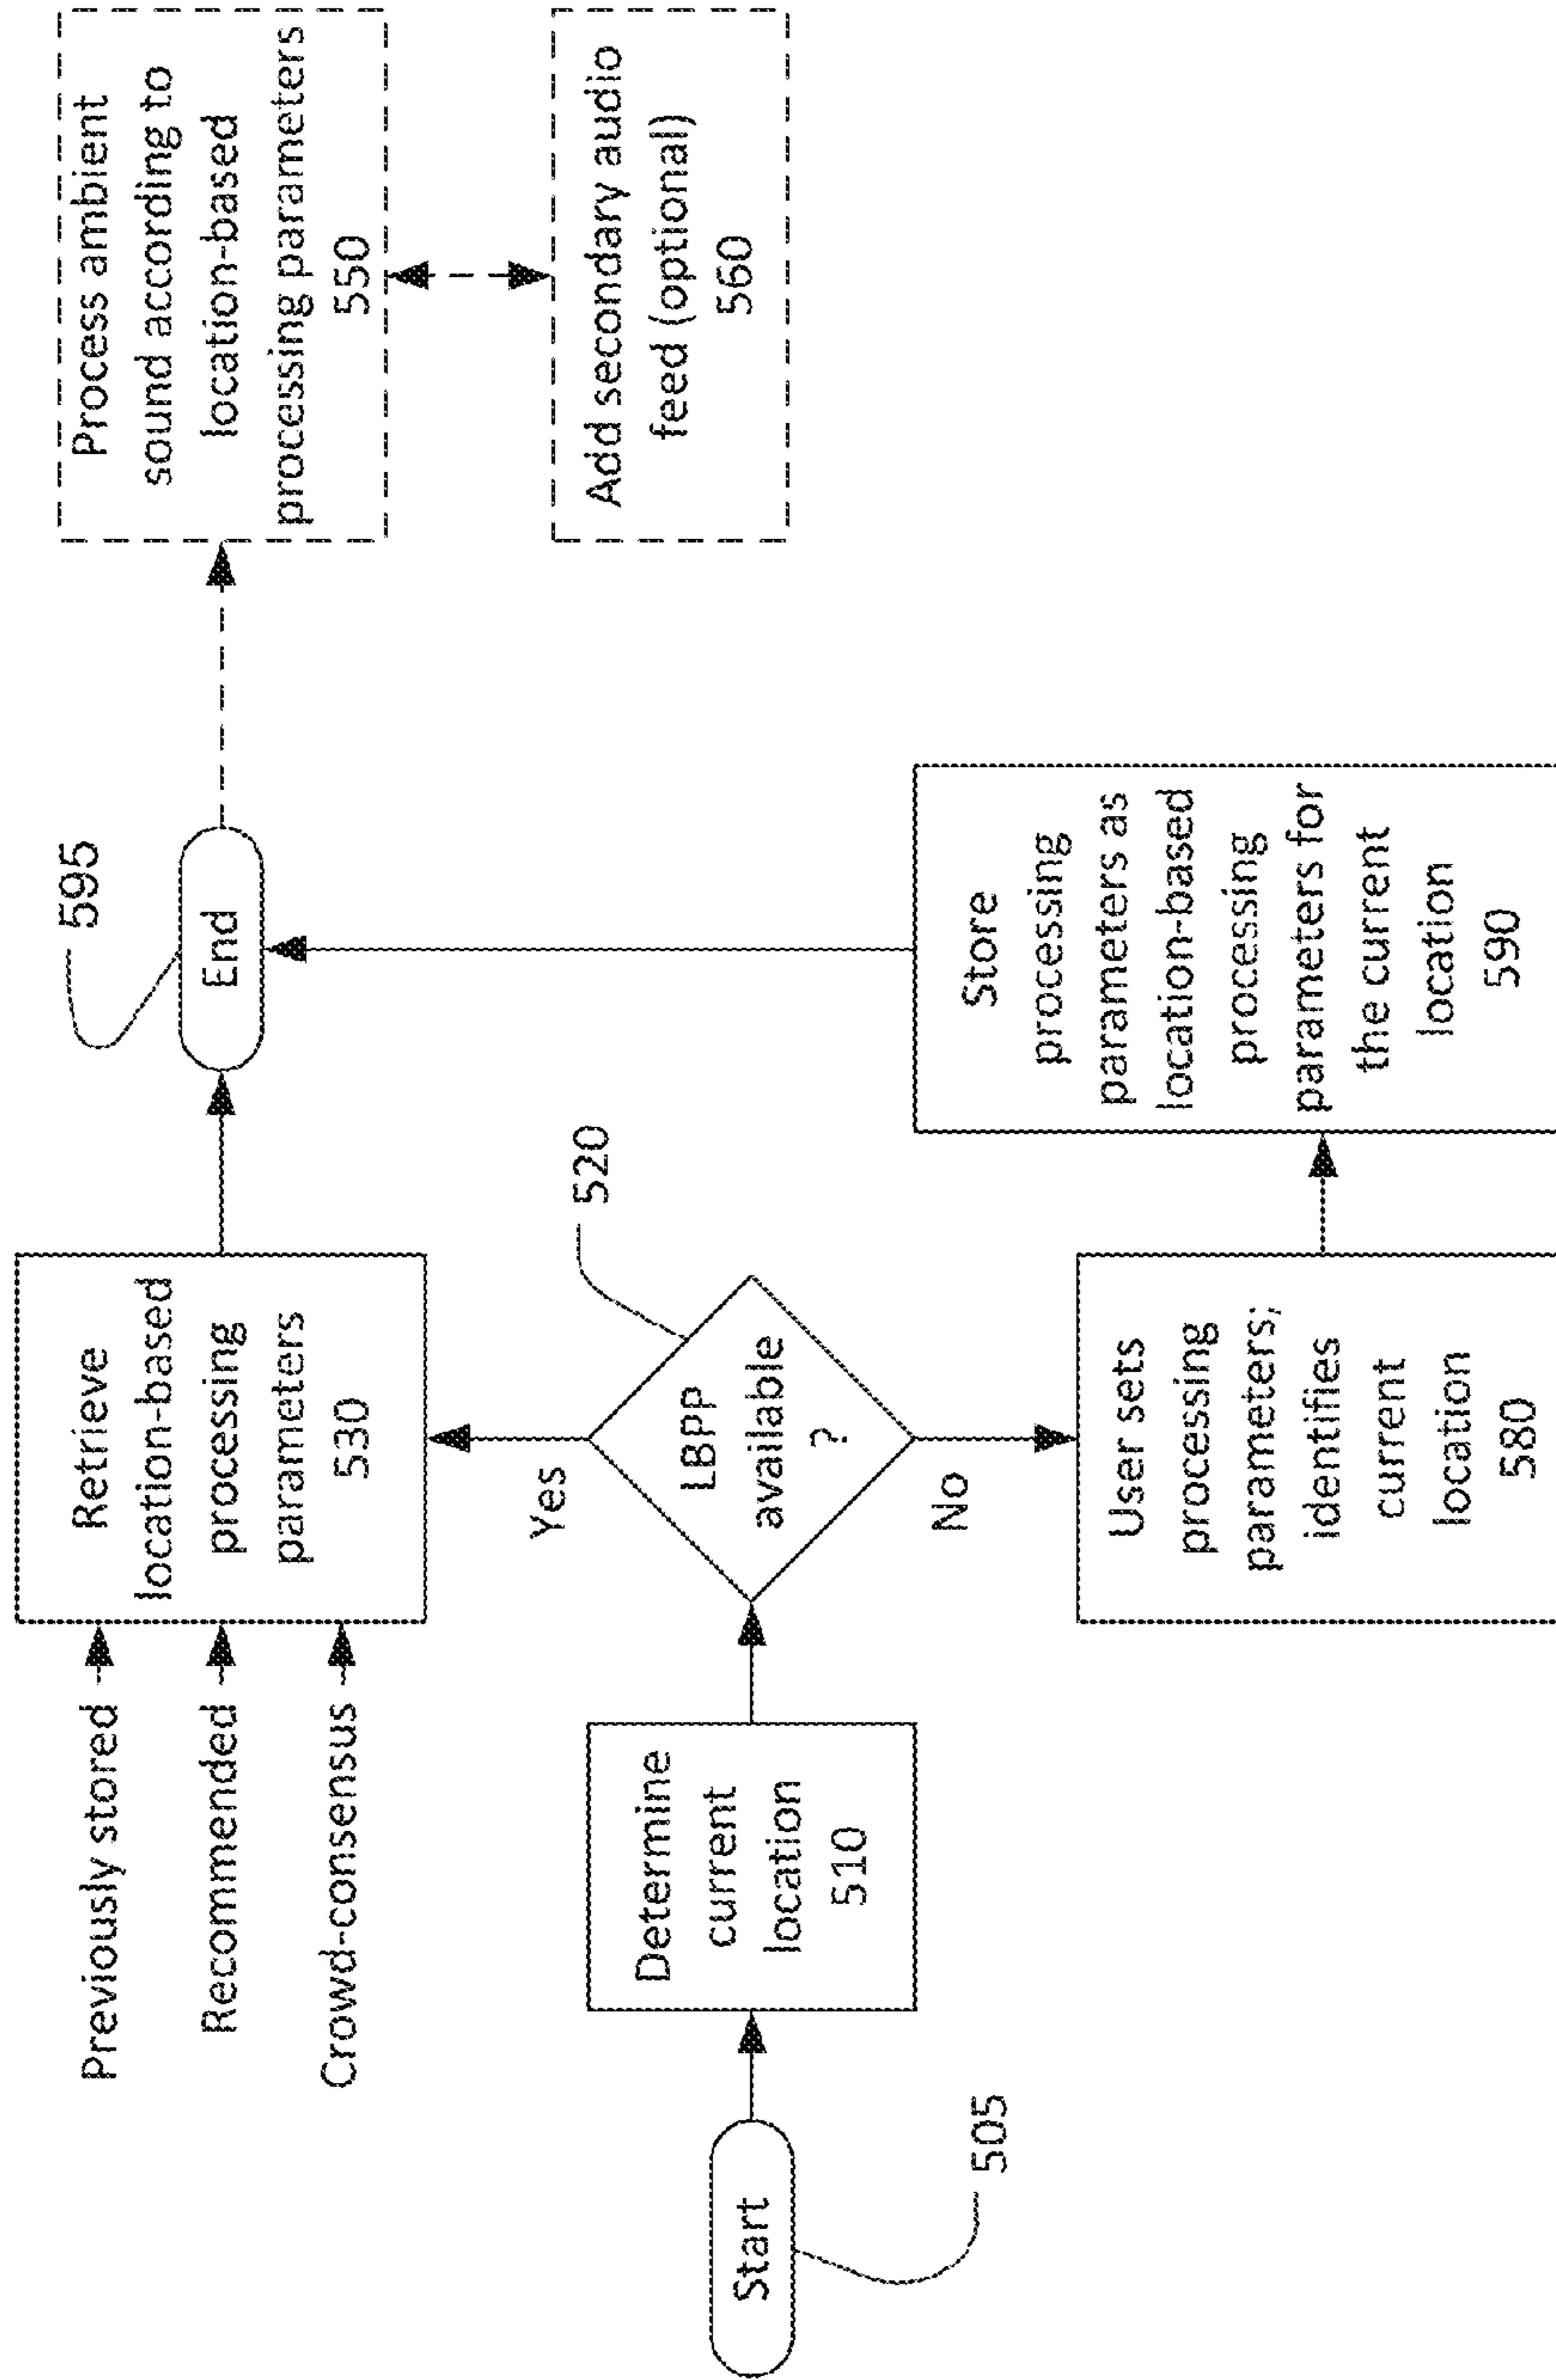 Previously stored
Recommended
Crowd-consensus
Retrieve
location-based
processing
parameters
530
595
End
Process ambient
sound according to
location-based
processing parameters
550
Add secondary audio
feed (optional)
560
Yes
520
Start
505
Determine
current
location
510
LBPP
available
?
No
User sets
processing
parameters;
identifies
current
location
580
Store
processing
parameters as
location-based
processing
parameters for
the current
location
590